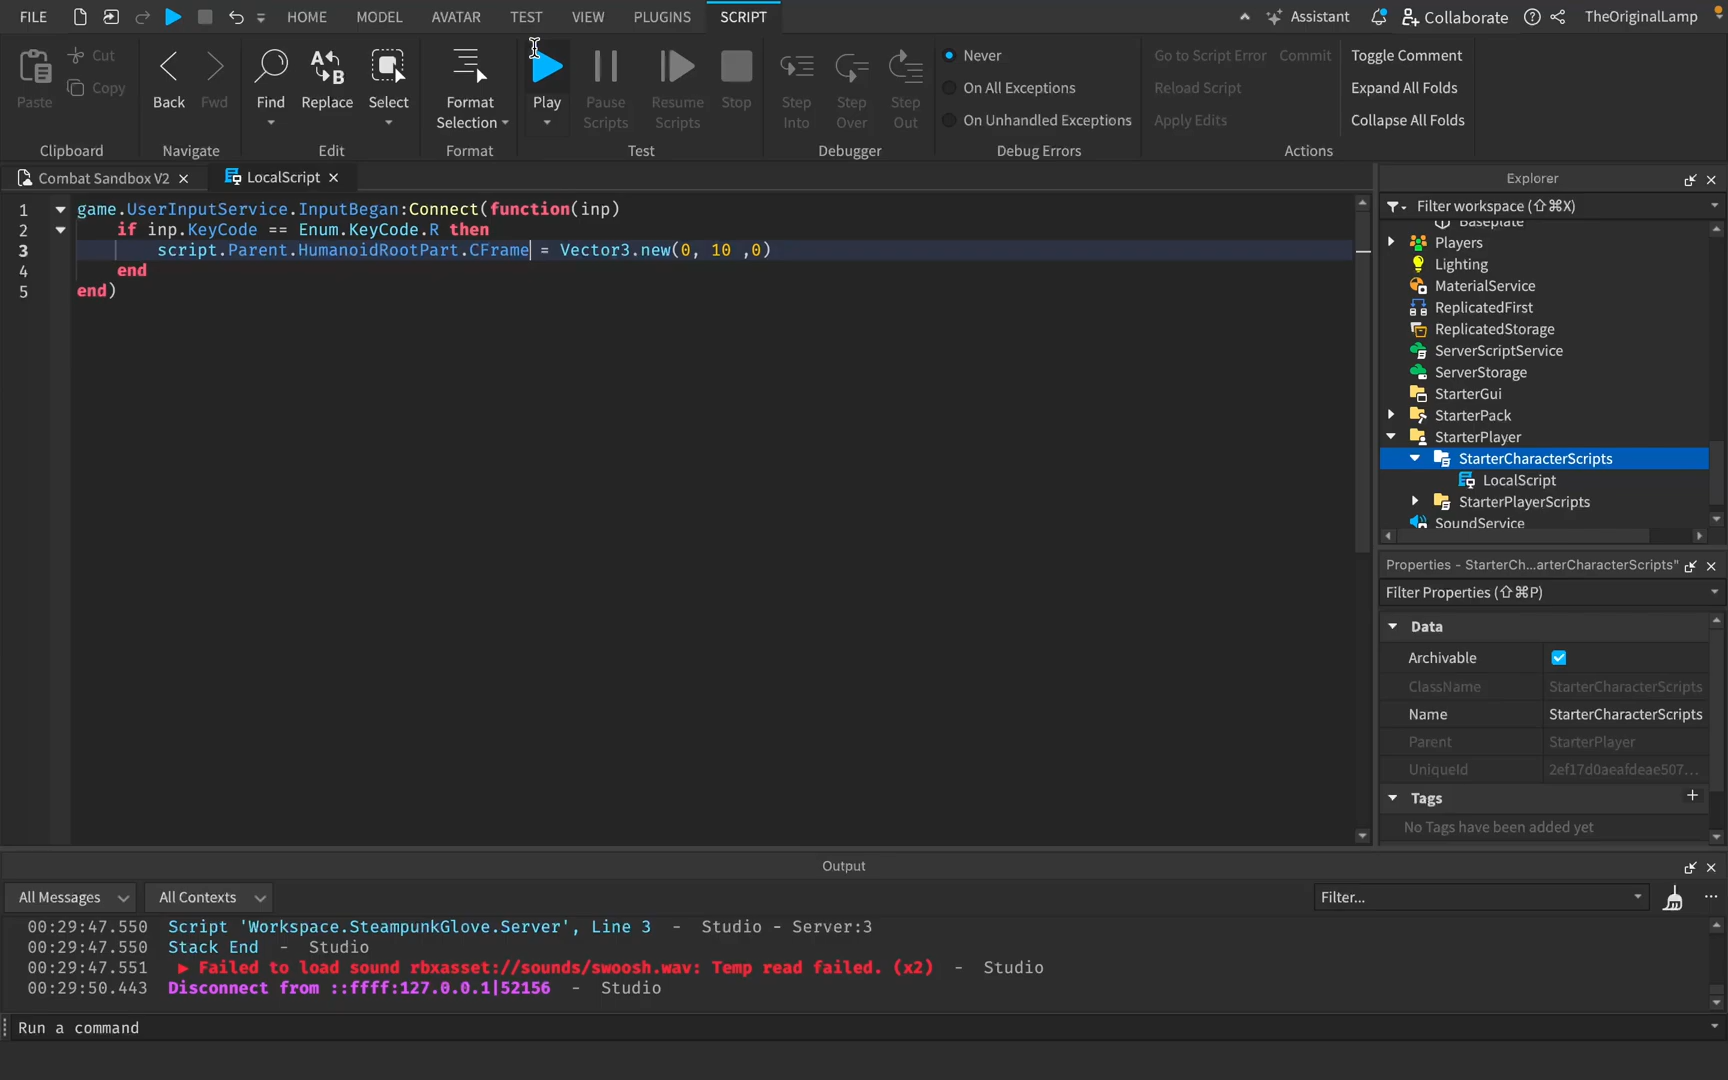 FILE HOME MODEL AVATAR TEST VIEW PLUGINS SCRIPT Assistant Collaborate TheOriginalLamp
Paste Cut Copy Back Fwd Find Replace Select Format Selection Play Pause Scripts Resume Scripts Stop Step Into Step Over Step Out
Never
On All Exceptions
On Unhandled Exceptions
Go to Script Error Commit
Reload Script
Apply Edits
Toggle Comment
Expand All Folds
Collapse All Folds
Clipboard Navigate Edit Format Test Debugger Debug Errors Actions
Combat Sandbox V2 LocalScript
1 game.UserInputService.InputBegan:Connect(function(inp)
2 if inp.KeyCode == Enum.KeyCode.R then
3 script.Parent.HumanoidRootPart.CFrame = Vector3.new(0, 10 ,0)
4 end
5 end)
Explorer
Filter workspace (⇧⌘X)
Baseplate
Players
Lighting
MaterialService
ReplicatedFirst
ReplicatedStorage
ServerScriptService
ServerStorage
StarterGui
StarterPack
StarterPlayer
StarterCharacterScripts
LocalScript
StarterPlayerScripts
SoundService
Properties - StarterCh...arterCharacterScripts"
Filter Properties (⇧⌘P)
Data
Archivable
ClassName StarterCharacterScripts
Name StarterCharacterScripts
Parent StarterPlayer
UniqueId 2ef17d0aeafdeae507...
Tags +
No Tags have been added yet
Output
All Messages All Contexts Filter...
00:29:47.550 Script 'Workspace.SteampunkGlove.Server', Line 3 - Studio - Server:3
00:29:47.550 Stack End - Studio
00:29:47.551 Failed to load sound rbxasset://sounds/swoosh.wav: Temp read failed. (x2) - Studio
00:29:50.443 Disconnect from ::ffff:127.0.0.1|52156 - Studio
Run a command